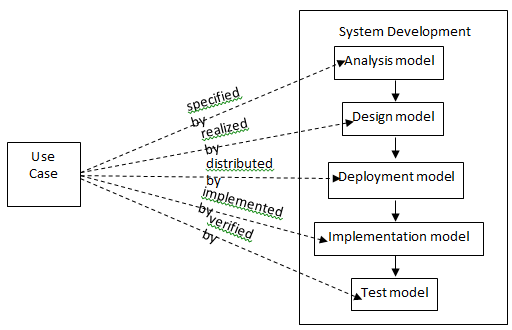 System Development
Analysis model
specified
by
realized
by
Design model
Use
Case
distributed
by
Deployment model
implemented
by
verified
by
Implementation model
Test model